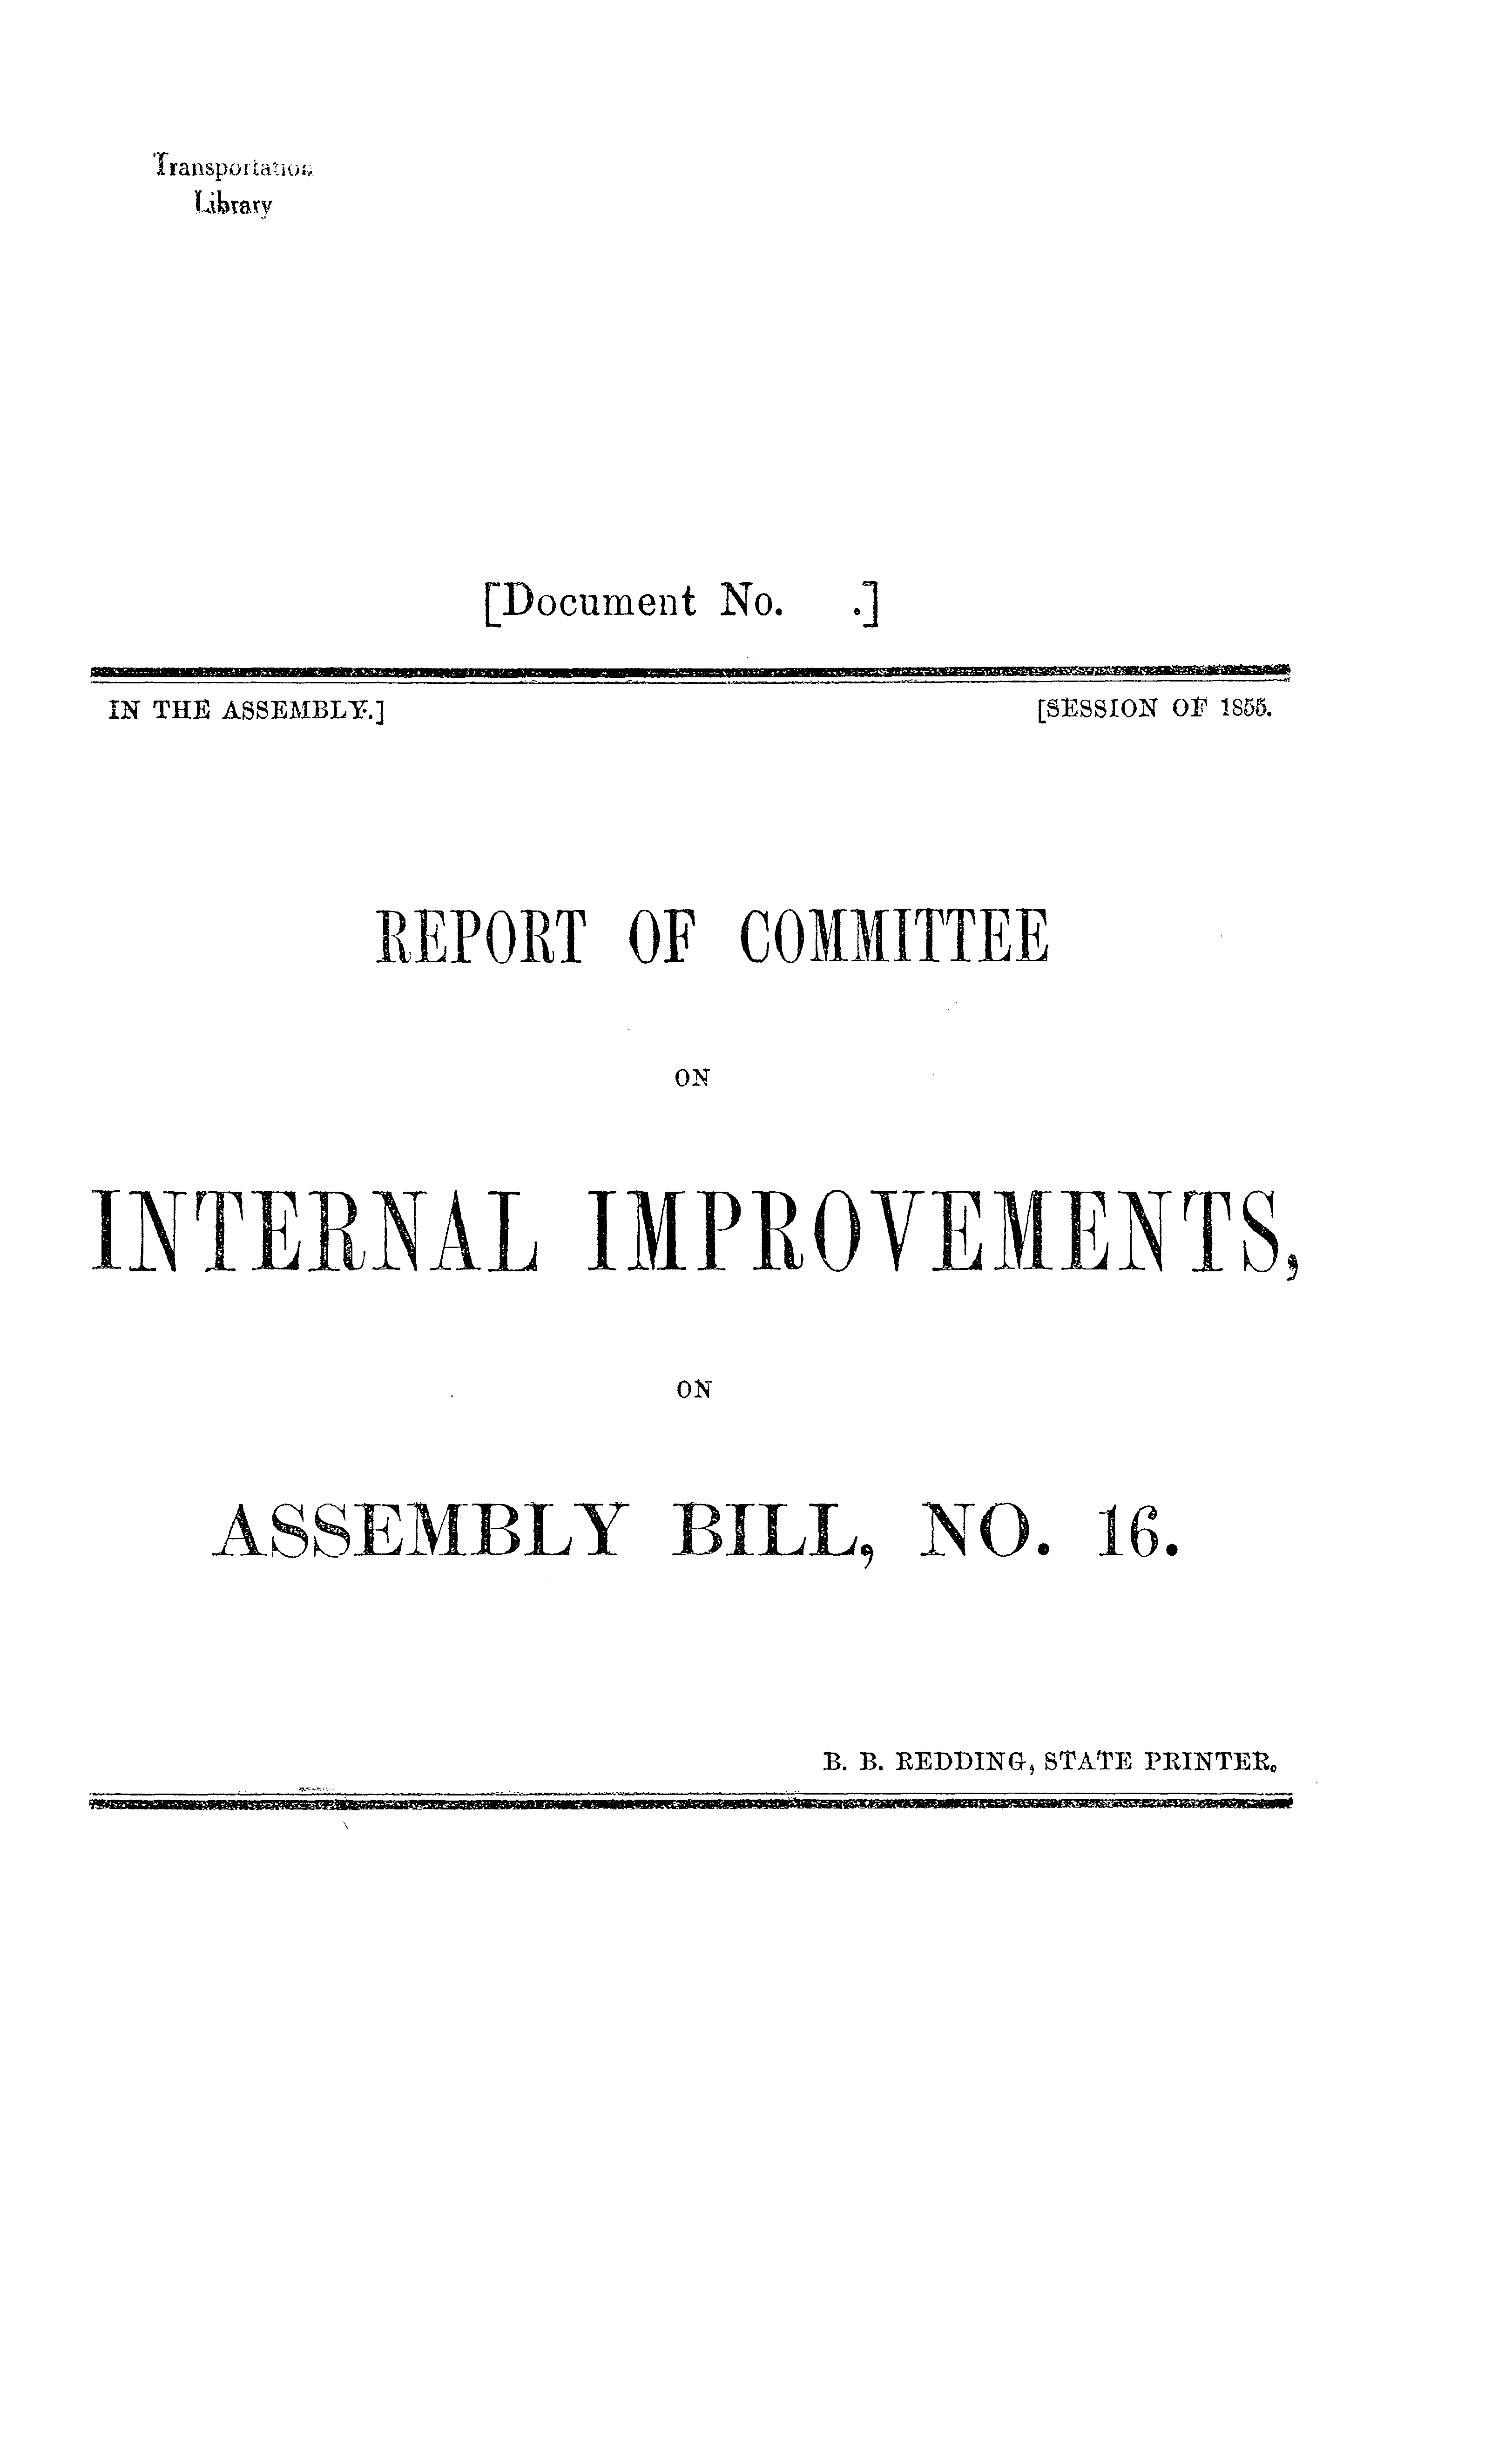 Transportation
Library
[Document No. .]
IN THE ASSEMBLY.] [SESSION OF 1855.
REPORT OF COMMITTEE
ON
INTERNAL IMPROVEMENTS,
ON
ASSEMBLY BILL, NO. 16.
B. B. REDDING, STATE PRINTER.